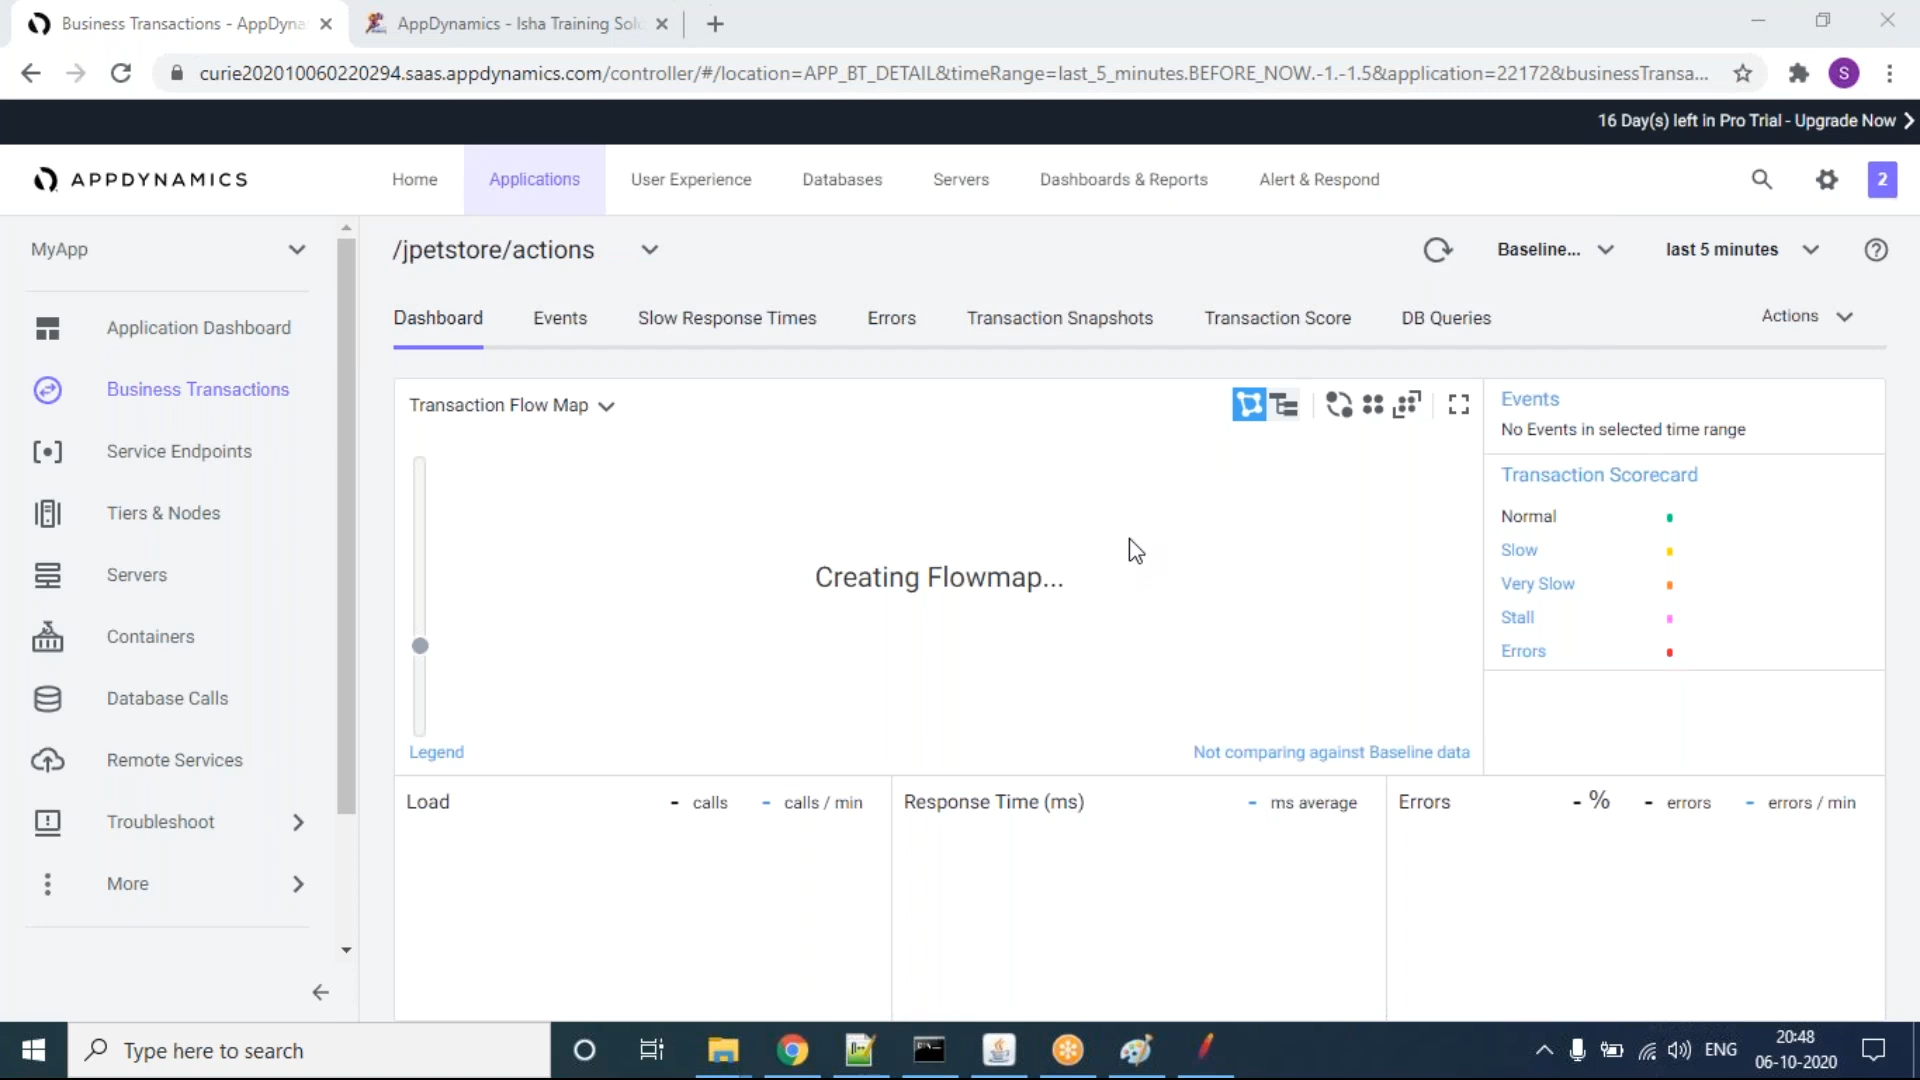 Business Transactions - AppDyna
AppDynamics - Isha Training Solu
curie202010060220294.saas.appdynamics.com/controller/#/location=APP_BT_DETAIL&timeRange=last_5_minutes.BEFORE_NOW.-1.-1.5&application=22172&businessTransa...
S
16 Day(s) left in Pro Trial - Upgrade Now
APPDYNAMICS
Home
Applications
User Experience
Databases
Servers
Dashboards & Reports
Alert & Respond
2
MyApp
Application Dashboard
Business Transactions
Service Endpoints
Tiers & Nodes
Servers
Containers
Database Calls
Remote Services
Troubleshoot
More
/jpetstore/actions
Baseline...
last 5 minutes
Dashboard
Events
Slow Response Times
Errors
Transaction Snapshots
Transaction Score
DB Queries
Actions
Transaction Flow Map
Creating Flowmap...
Legend
Not comparing against Baseline data
Events
No Events in selected time range
Transaction Scorecard
Normal
Slow
Very Slow
Stall
Errors
Load - calls - calls / min
Response Time (ms) - ms average
Errors - % - errors - errors / min
Type here to search
ENG
20:48
06-10-2020